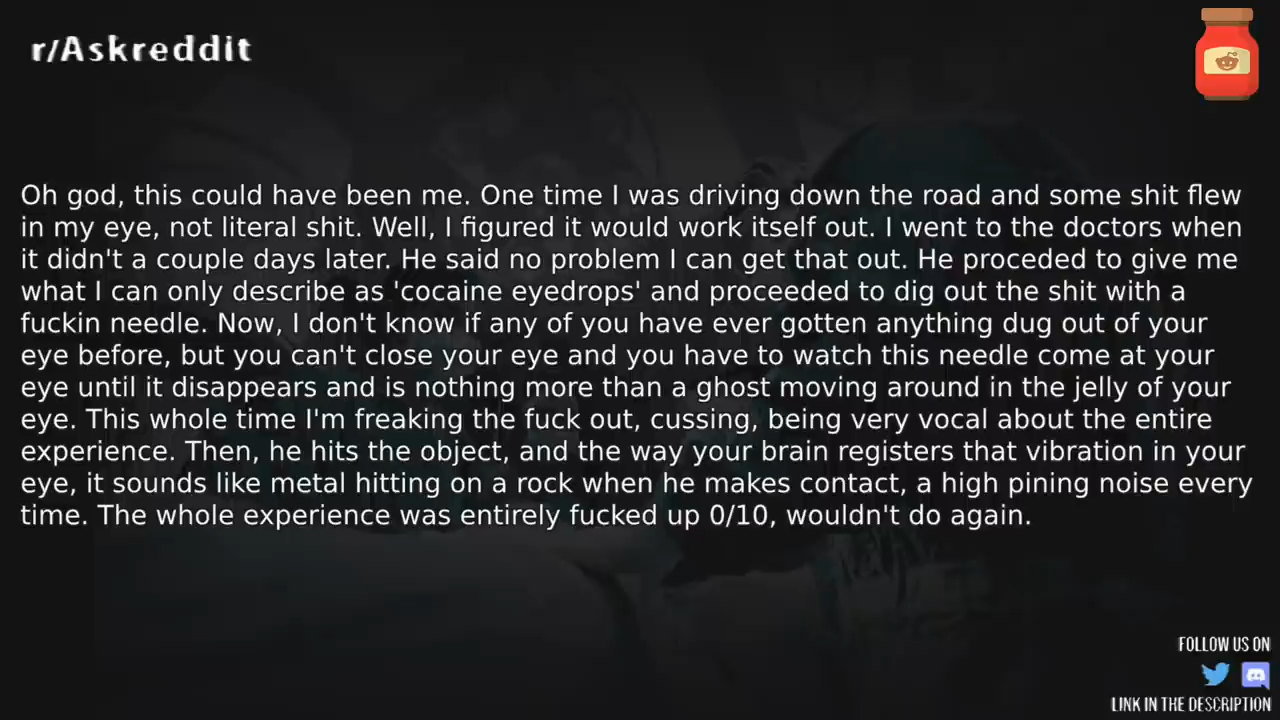 r/Askreddit
Oh god, this could have been me. One time I was driving down the road and some shit flew
in my eye, not literal shit. Well, I figured it would work itself out. I went to the doctors when
it didn't a couple days later. He said no problem I can get that out. He proceded to give me
what I can only describe as 'cocaine eyedrops' and proceeded to dig out the shit with a
fuckin needle. Now, I don't know if any of you have ever gotten anything dug out of your
eye before, but you can't close your eye and you have to watch this needle come at your
eye until it disappears and is nothing more than a ghost moving around in the jelly of your
eye. This whole time I'm freaking the fuck out, cussing, being very vocal about the entire
experience. Then, he hits the object, and the way your brain registers that vibration in your
eye, it sounds like metal hitting on a rock when he makes contact, a high pining noise every
time. The whole experience was entirely fucked up 0/10, wouldn't do again.
FOLLOW US ON
LINK IN THE DESCRIPTION